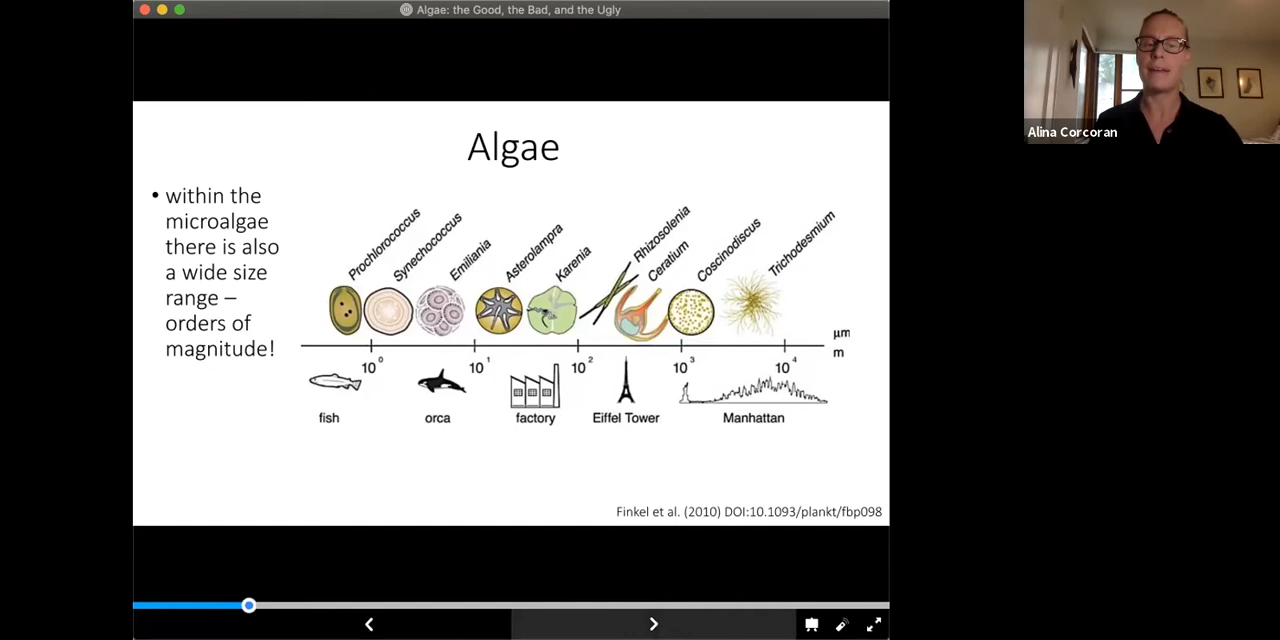 Algae: the Good, the Bad, and the Ugly
Alina Corcoran
Algae
• within the
microalgae
there is also
a wide size
range –
orders of
magnitude!
Prochlorococcus
Synechococcus
Emiliania
Asterolampra
Karenia
Rhizosolenia
Ceratium
Coscinodiscus
Trichodesmium
µm
m
10⁰ 10¹ 10² 10³ 10⁴
fish orca factory Eiffel Tower Manhattan
Finkel et al. (2010) DOI:10.1093/plankt/fbp098